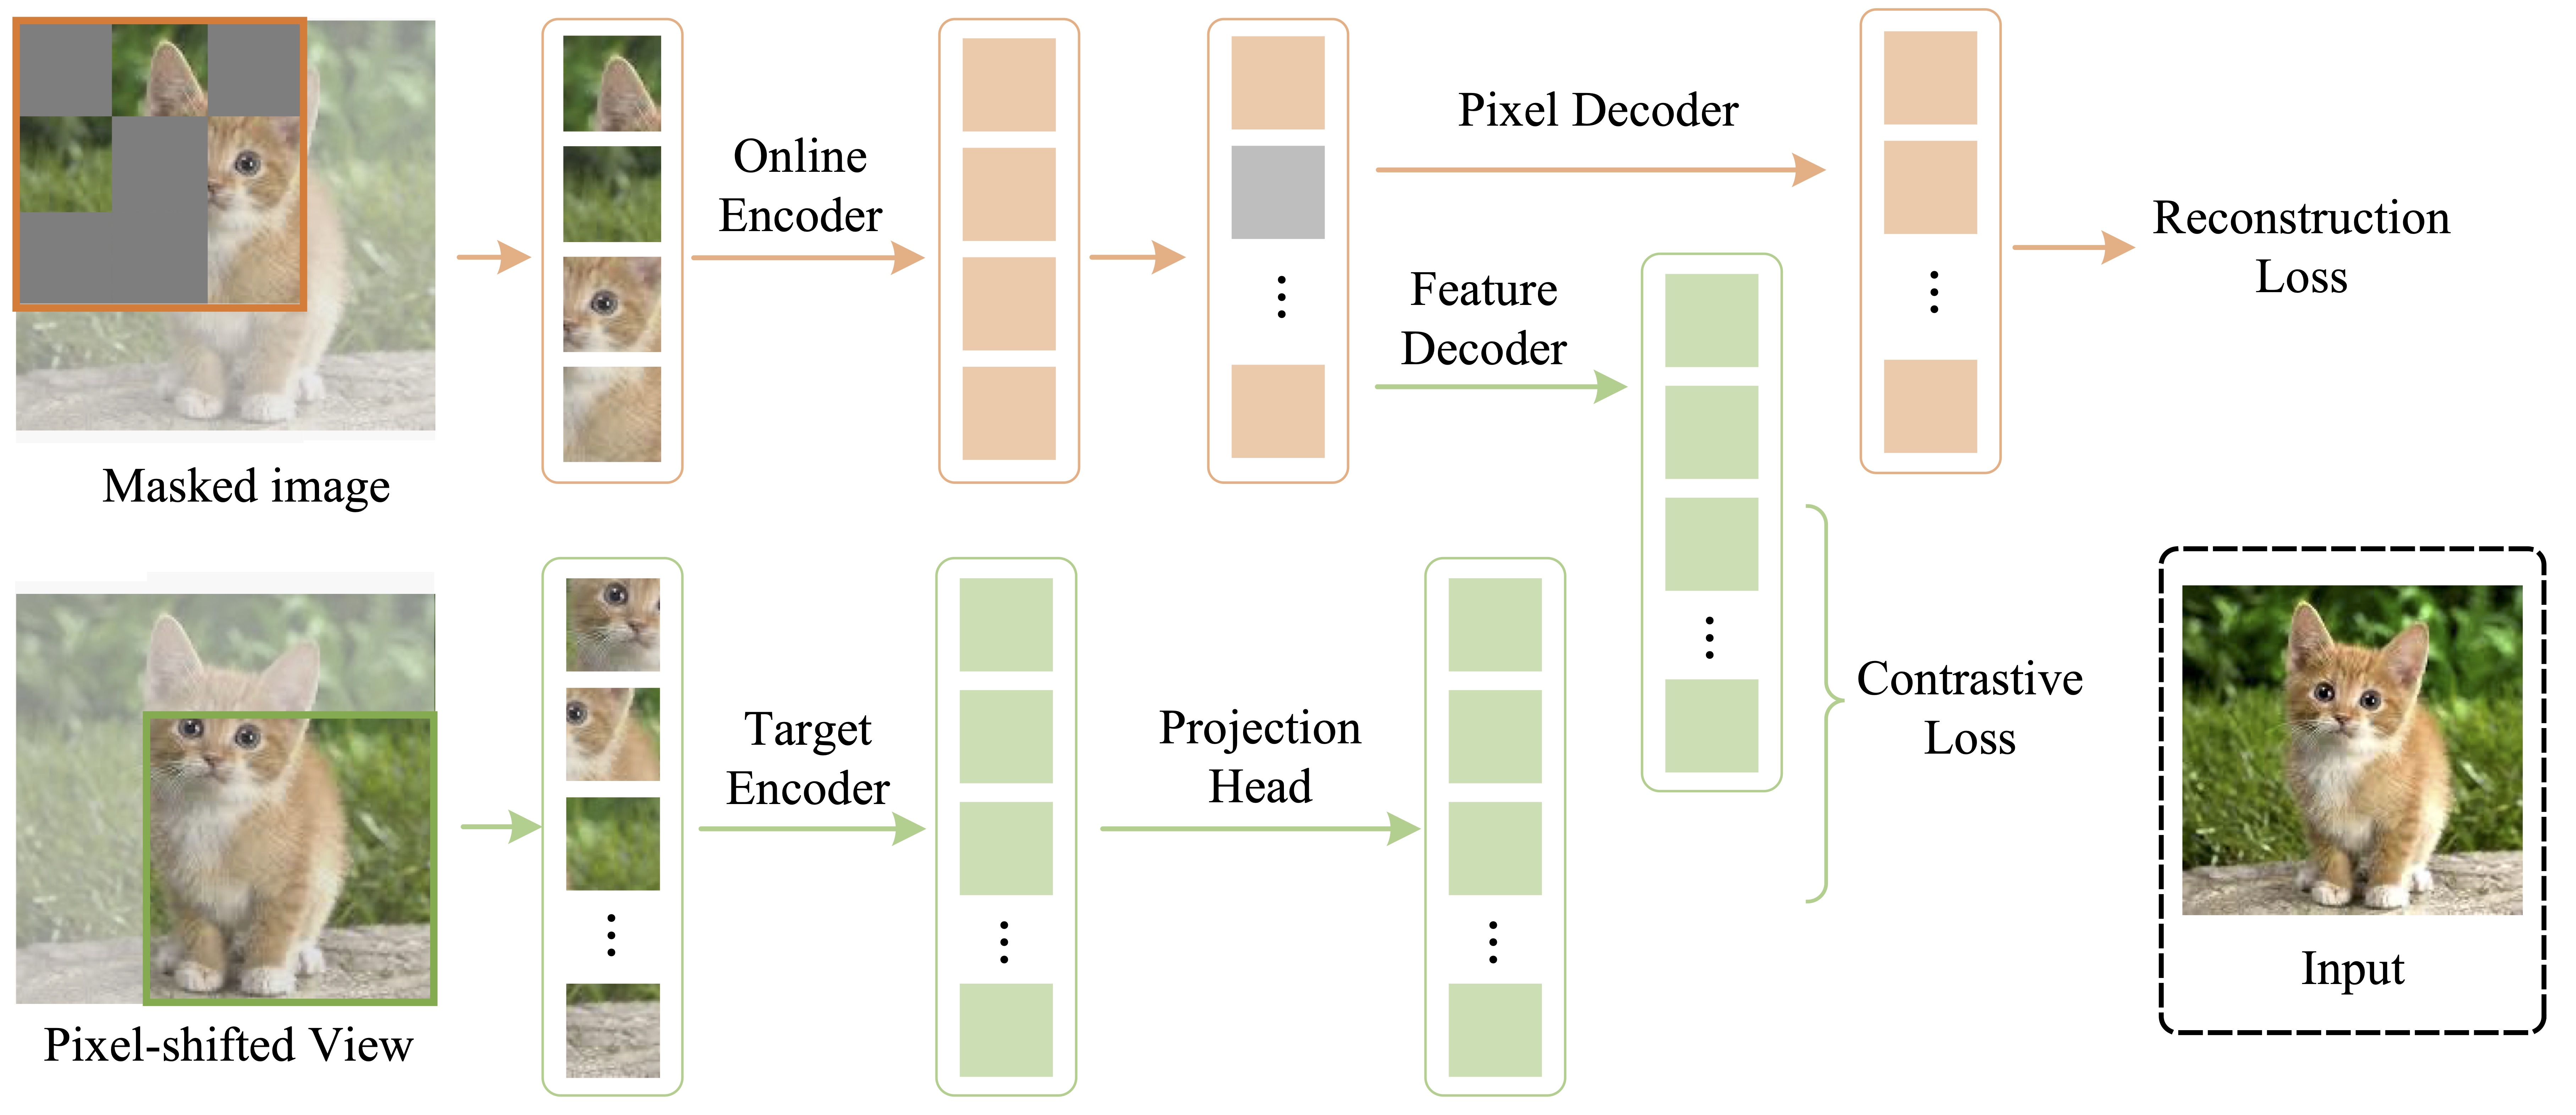 Masked image
Online
Encoder
Pixel Decoder
Feature
Decoder
Reconstruction
Loss
Pixel-shifted View
Target
Encoder
Projection
Head
Contrastive
Loss
Input